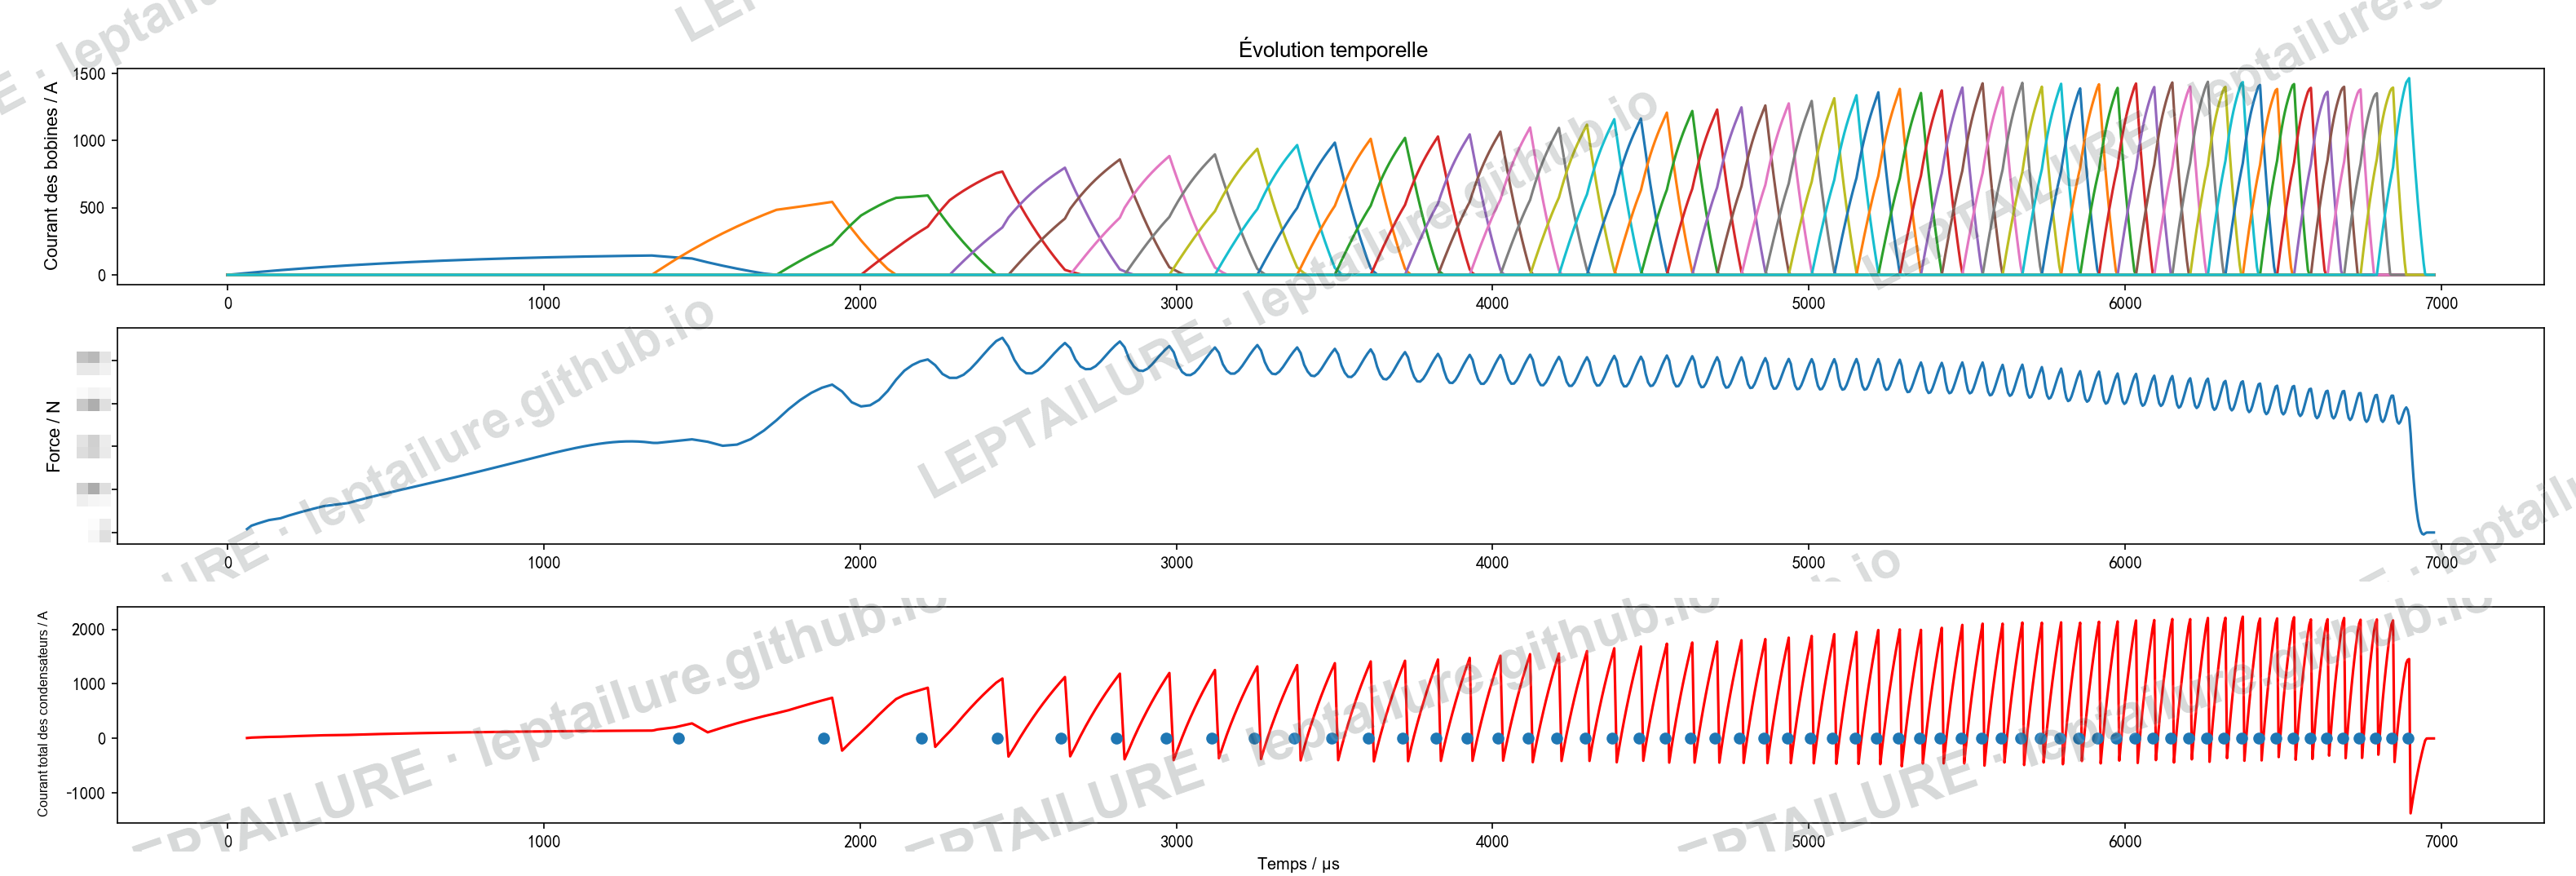 Évolution temporelle
Courant des bobines / A
1500
1000
500
0
0 1000 2000 3000 4000 5000 6000 7000
Force / N
0 1000 2000 3000 4000 5000 6000 7000
Courant total des condensateurs / A
2000
1000
0
-1000
0 1000 2000 3000 4000 5000 6000 7000
Temps / µs
LEPTAILURE · leptailure.github.io